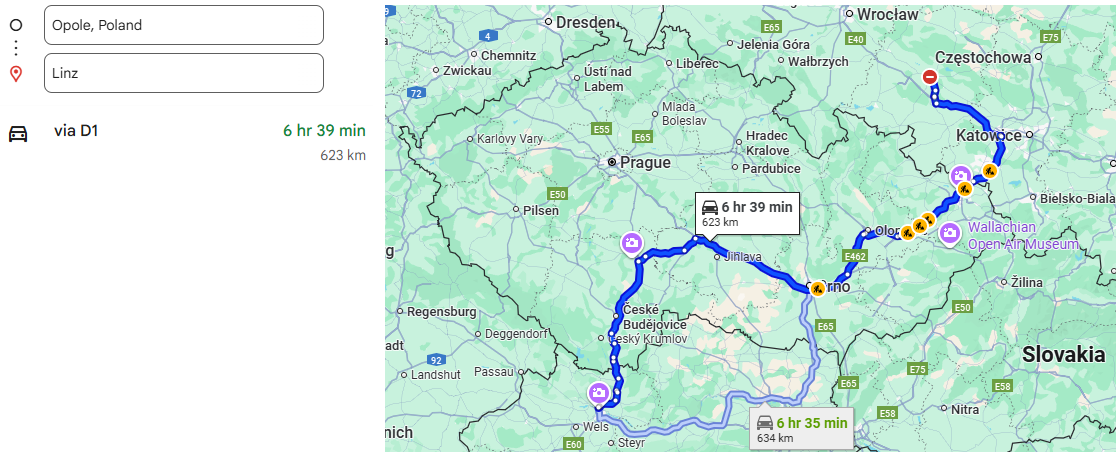 Opole, Poland
Linz
via D1
6 hr 39 min
623 km
Dresden
Wrocław
E65
E40
E75
4
Chemnitz
Zwickau
Jelenia Góra
Wałbrzych
Częstochowa
Liberec
Ústí nad
Labem
72
Mlada
Boleslav
Karlovy Vary
E55
E65
Hradec
Kralove
Katowice
Prague
Pardubice
E50
Pilsen
Bielsko-Biala
6 hr 39 min
623 km
Wallachian
Open Air Museum
Jihlava
E462
Žilina
České
Budějovice
Český Krumlov
E65
E50
Regensburg
Deggendorf
Slovakia
92
Landshut
Passau
E75
E65
E58
Nitra
6 hr 35 min
634 km
E58
Wels
Steyr
E60